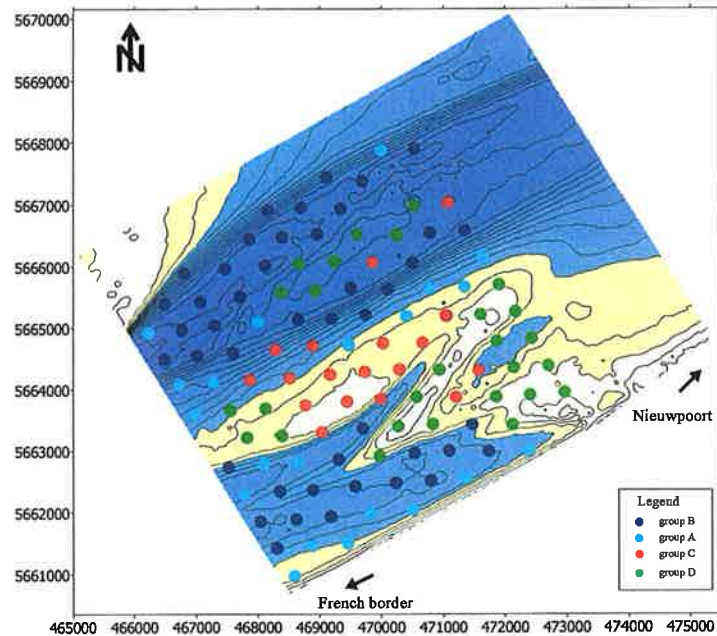 5670000
N
5669000
5668000
5667000
5666000
5665000
5664000
5663000
5662000
5661000
Nieuwpoort
Legend
group B
group A
group C
group D
French border
465000 466000 467000 468000 469000 470000 471000 472000 473000 474000 475000